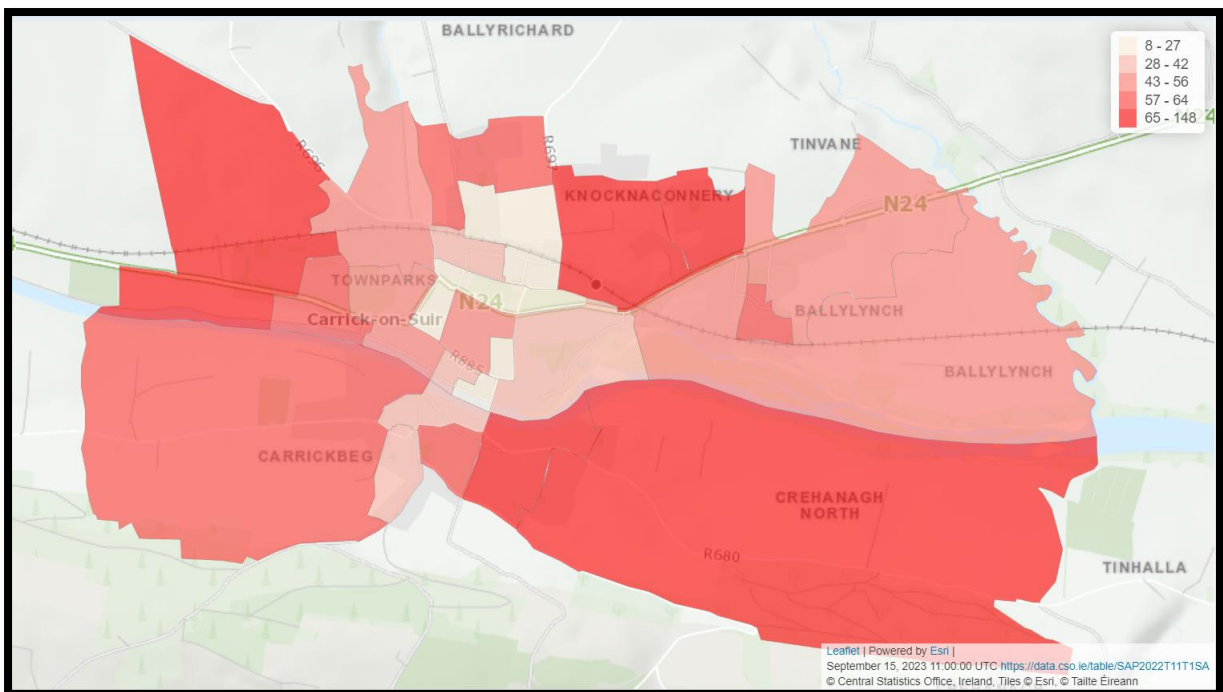 BALLYRICHARD
8 - 27
28 - 42
43 - 56
57 - 64
65 - 148
N24
TINVANE
R696
R697
KNOCKNACONNERY
N24
TOWNPARKS
N24
Carrick-on-Suir
BALLYLYNCH
R885
BALLYLYNCH
CARRICKBEG
CREHANAGH
NORTH
R680
TINHALLA
Leaflet | Powered by Esri |
September 15, 2023 11:00:00 UTC https://data.cso.ie/table/SAP2022T11T1SA
© Central Statistics Office, Ireland, Tiles © Esri, © Tailte Éireann